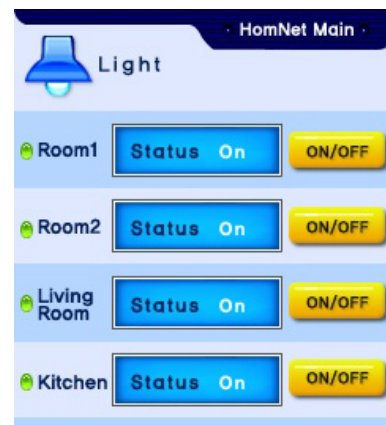 · HomNet Main ·
Light
Room1 Status On ON/OFF
Room2 Status On ON/OFF
Living
Room Status On ON/OFF
Kitchen Status On ON/OFF